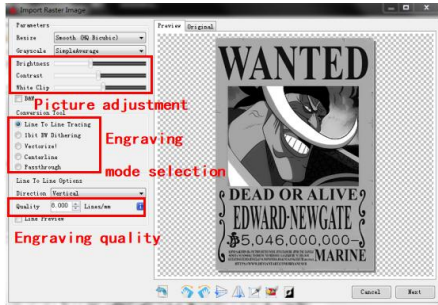 Import Raster Image
Parameters
Preview Original
Resize Smooth (HQ Bicubic)
Grayscale SimpleAverage
Brightness
Contrast
White Clip
B&W
Picture adjustment
Conversion Tool
Line To Line Tracing
1bit BW Dithering
Vectorize!
Centerline
Passthrough
Engraving
mode selection
Line To Line Options
Direction Vertical
Quality 8.000 Lines/mm
Line Preview
Engraving quality
WANTED
DEAD OR ALIVE
EDWARD·NEWGATE
5,046,000,000-
MARINE
Cancel Next